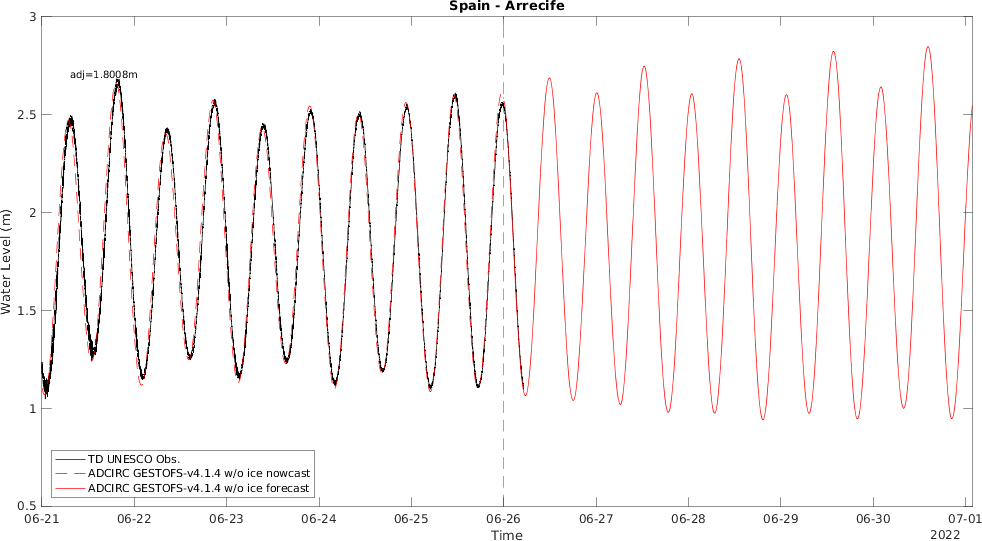 Spain - Arrecife
adj=1.8008m
Water Level (m)
3
2.5
2
1.5
1
0.5
TD UNESCO Obs.
ADCIRC GESTOFS-v4.1.4 w/o ice nowcast
ADCIRC GESTOFS-v4.1.4 w/o ice forecast
06-21 06-22 06-23 06-24 06-25 06-26 06-27 06-28 06-29 06-30 07-01
Time
2022